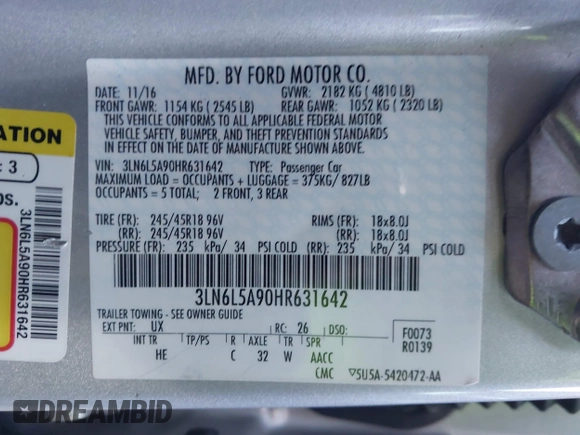 MFD. BY FORD MOTOR CO.
DATE: 11/16 GVWR: 2182 KG ( 4810 LB)
FRONT GAWR: 1154 KG ( 2545 LB) REAR GAWR: 1052 KG ( 2320 LB)
THIS VEHICLE CONFORMS TO ALL APPLICABLE FEDERAL MOTOR
VEHICLE SAFETY, BUMPER, AND THEFT PREVENTION STANDARDS
IN EFFECT ON THE DATE OF MANUFACTURE SHOWN ABOVE.
VIN: 3LN6L5A90HR631642 TYPE: Passenger Car
MAXIMUM LOAD = OCCUPANTS + LUGGAGE = 375KG/ 827LB
OCCUPANTS = 5 TOTAL; 2 FRONT, 3 REAR
TIRE (FR): 245/45R18 96V RIMS (FR): 18x8.0J
(RR): 245/45R18 96V (RR): 18x8.0J
PRESSURE (FR): 235 kPa/ 34 PSI COLD (RR): 235 kPa/ 34 PSI COLD
3LN6L5A90HR631642
TRAILER TOWING - SEE OWNER GUIDE
EXT PNT: UX RC: 26 DSO: F0073
INT TR TP/PS R AXLE TR SPR R0139
HE C 32 W AACC
CMC 5U5A-5420472-AA
ATION
: 3
os.
3LN6L5A90HR631642
DREAMBID